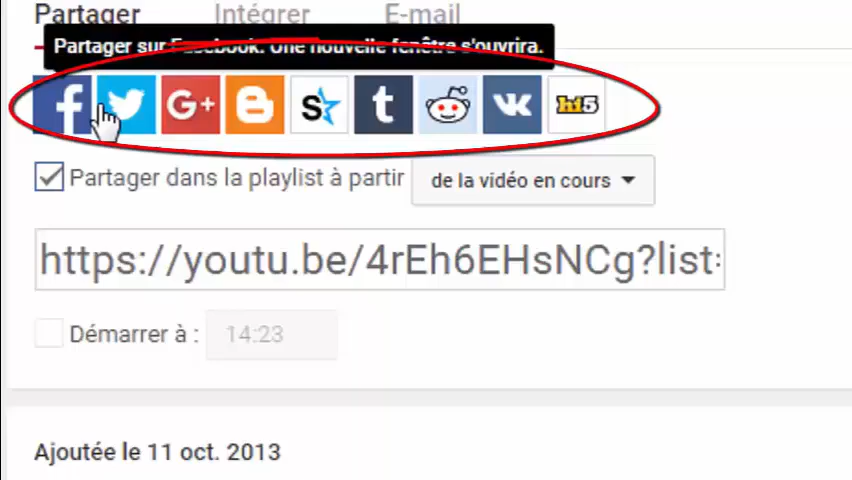 Partager Intégrer E-mail
Partager sur Facebook. Une nouvelle fenêtre s'ouvrira.
f G+ B S t VK hi5
Partager dans la playlist à partir de la vidéo en cours
https://youtu.be/4rEh6EHsNCg?list=
Démarrer à : 14:23
Ajoutée le 11 oct. 2013